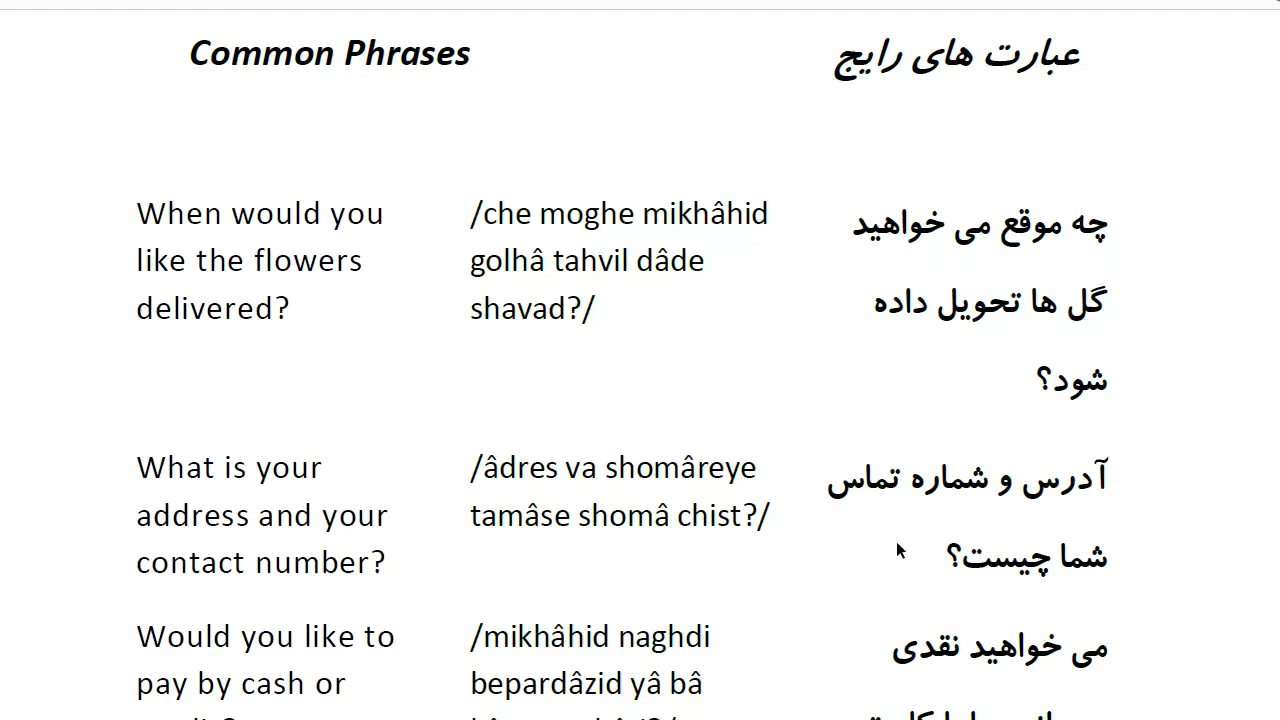 Common Phrases
عبارت های رایج
When would you
like the flowers
delivered?
/che moghe mikhâhid
golhâ tahvil dâde
shavad?/
چه موقع می خواهید
گل ها تحویل داده
شود؟
What is your
address and your
contact number?
/âdres va shomâreye
tamâse shomâ chist?/
آدرس و شماره تماس
شما چیست؟
Would you like to
pay by cash or
/mikhâhid naghdi
bepardâzid yâ bâ
می خواهید نقدی